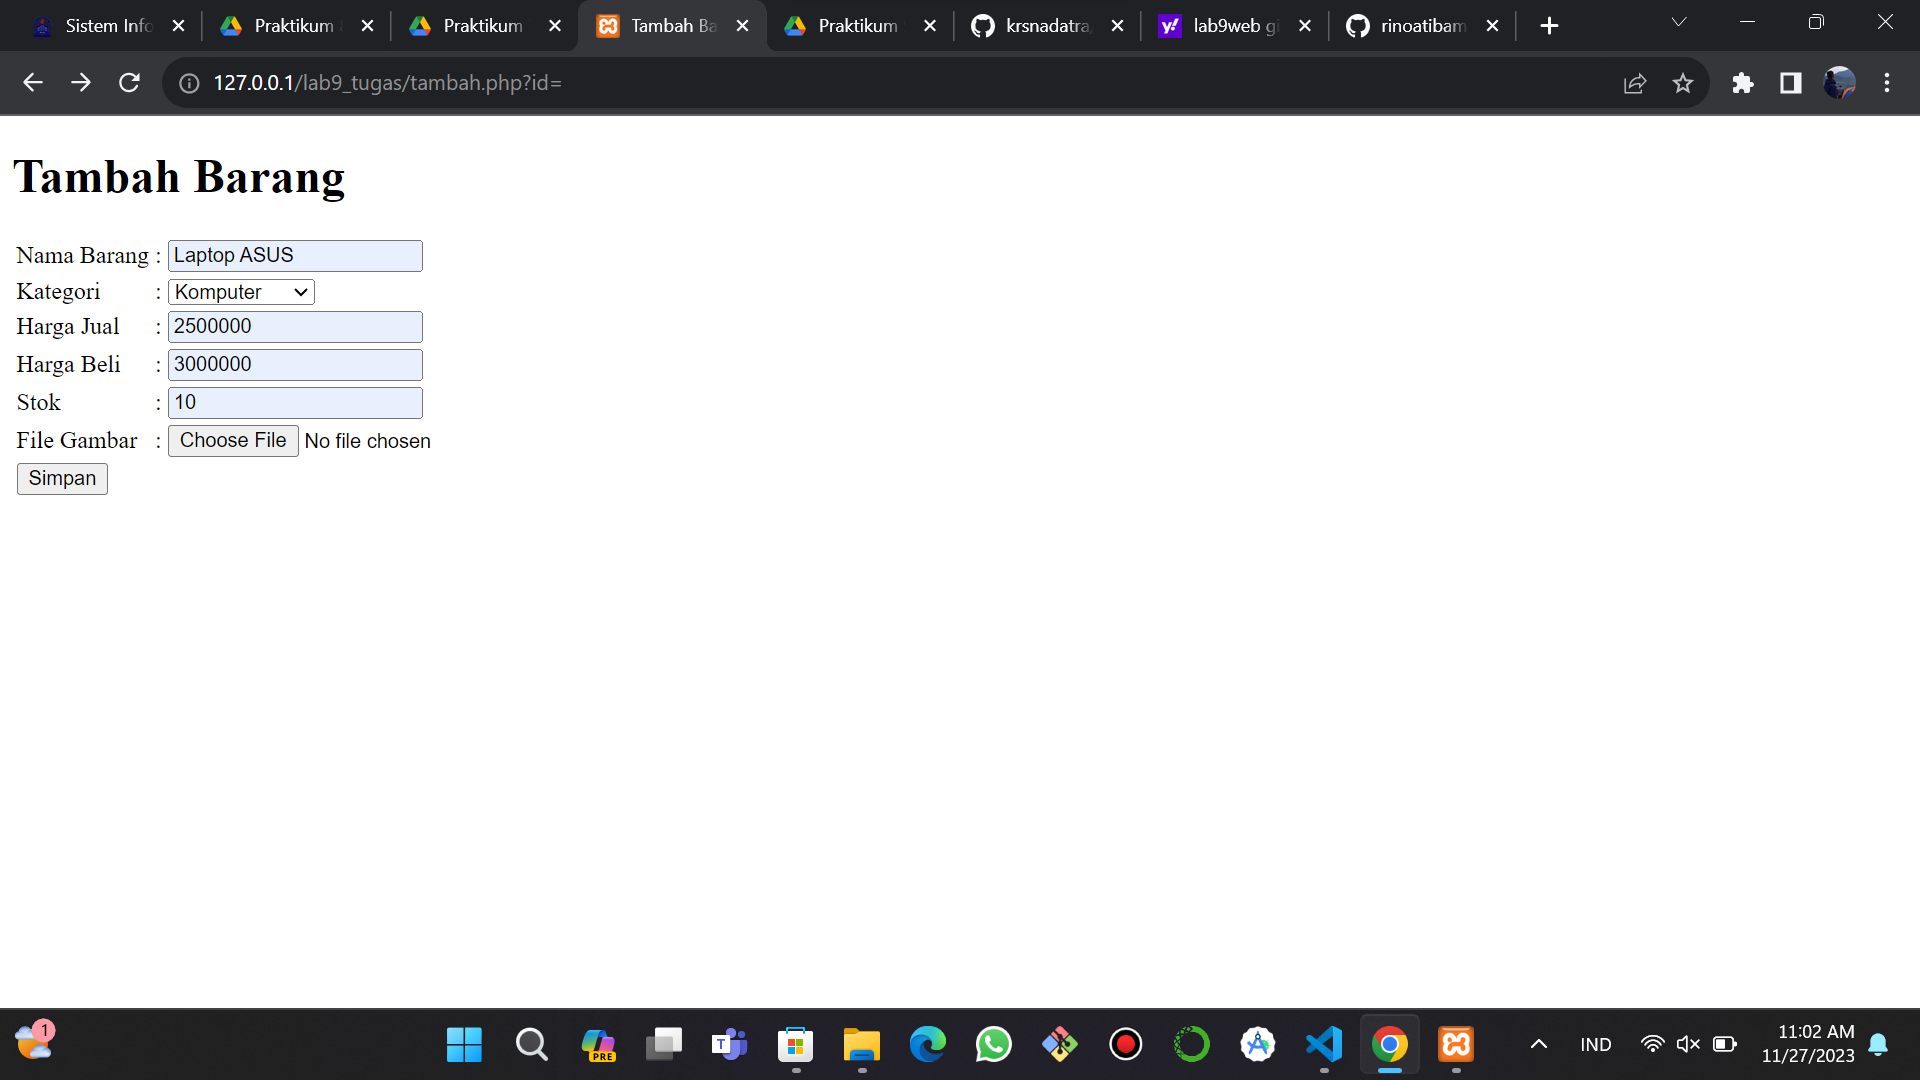 Sistem Info
Praktikum
Praktikum
Tambah Ba
Praktikum
krsnadatra
lab9web gi
rinoatibam
127.0.0.1/lab9_tugas/tambah.php?id=
Tambah Barang
Nama Barang : Laptop ASUS
Kategori : Komputer
Harga Jual : 2500000
Harga Beli : 3000000
Stok : 10
File Gambar : Choose File No file chosen
Simpan
1
PRE
T
IND
11:02 AM
11/27/2023